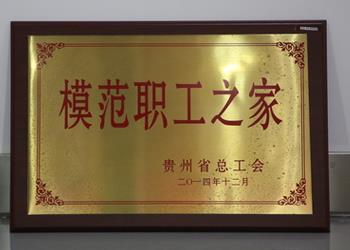 模范职工之家
贵州省总工会
二〇一四年十二月